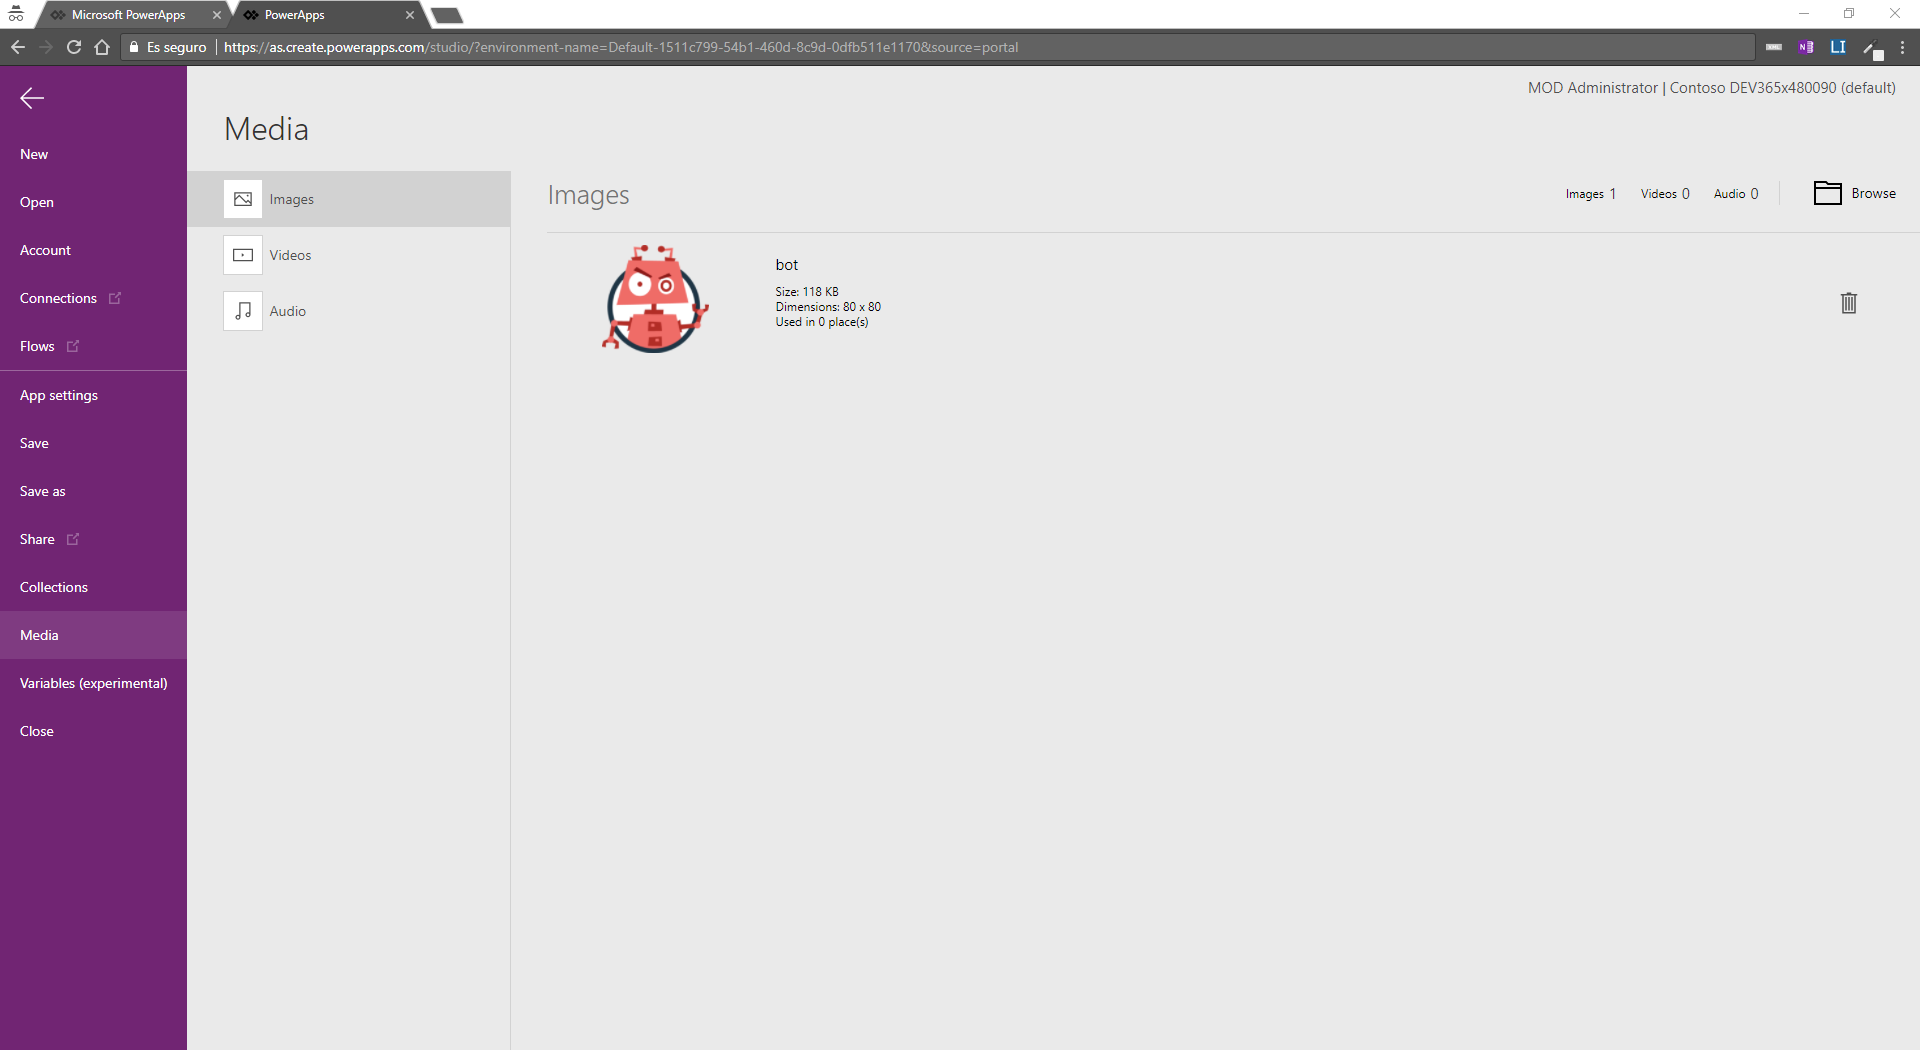 Microsoft PowerApps
PowerApps
Es seguro
https://as.create.powerapps.com/studio/?environment-name=Default-1511c799-54b1-460d-8c9d-0dfb511e1170&source=portal
MOD Administrator | Contoso DEV365x480090 (default)
New
Open
Account
Connections
Flows
App settings
Save
Save as
Share
Collections
Media
Variables (experimental)
Close
Media
Images
Videos
Audio
Images
Images 1
Videos 0
Audio 0
Browse
bot
Size: 118 KB
Dimensions: 80 x 80
Used in 0 place(s)